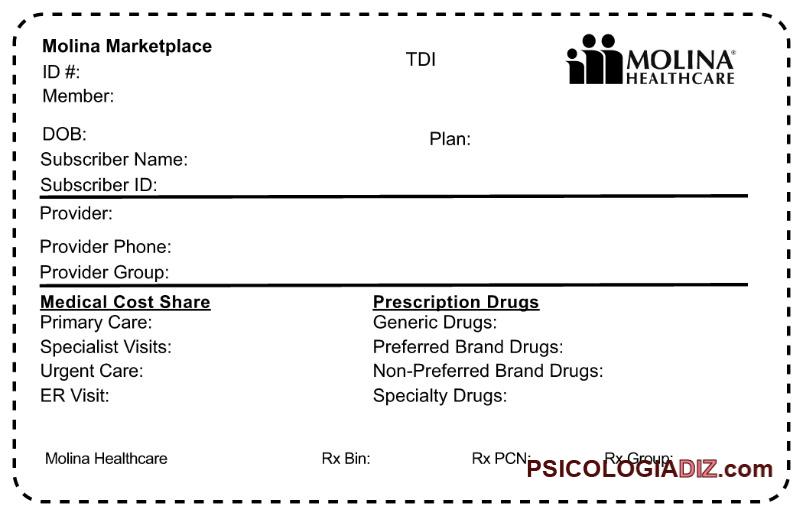 Molina Marketplace
TDI
MOLINA®
HEALTHCARE
ID #:
Member:
DOB:
Plan:
Subscriber Name:
Subscriber ID:
Provider:
Provider Phone:
Provider Group:
Medical Cost Share
Primary Care:
Specialist Visits:
Urgent Care:
ER Visit:
Prescription Drugs
Generic Drugs:
Preferred Brand Drugs:
Non-Preferred Brand Drugs:
Specialty Drugs:
Molina Healthcare Rx Bin: Rx PCN: Rx Group:
PSICOLOGIADIZ.com